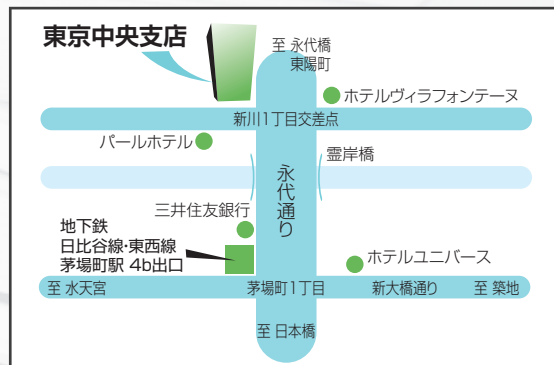 東京中央支店
至 永代橋
東陽町
ホテルヴィラフォンテーヌ
新川1丁目交差点
パールホテル
霊岸橋
永代通り
三井住友銀行
地下鉄
日比谷線・東西線
茅場町駅 4b出口
ホテルユニバース
至 水天宮
茅場町1丁目
新大橋通り
至 築地
至 日本橋